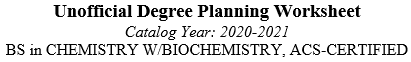 Unofficial Degree Planning Worksheet
Catalog Year: 2020-2021
BS in CHEMISTRY W/BIOCHEMISTRY, ACS-CERTIFIED